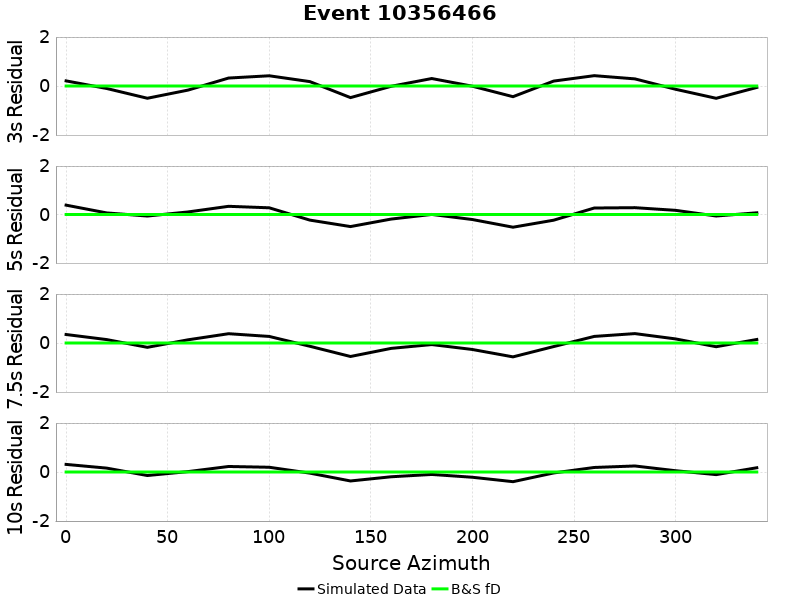 Event 10356466
3s Residual
2
0
-2
5s Residual
2
0
-2
7.5s Residual
2
0
-2
10s Residual
2
0
-2
0 50 100 150 200 250 300
Source Azimuth
Simulated Data B&S fD